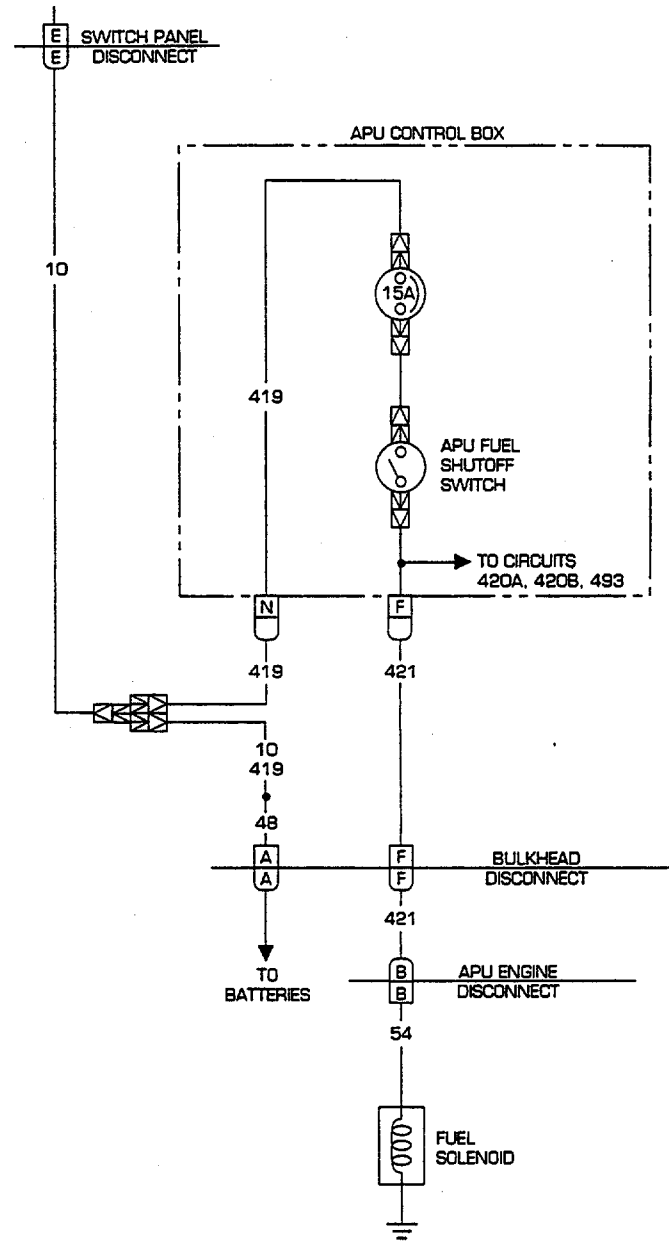 E
SWITCH PANEL
E
DISCONNECT
APU CONTROL BOX
10
15A
419
APU FUEL
SHUTOFF
SWITCH
TO CIRCUITS
420A, 420B, 493
N
F
419
421
10
419
48
A
F
BULKHEAD
A
F
DISCONNECT
421
TO
BATTERIES
B
APU ENGINE
B
DISCONNECT
54
FUEL
SOLENOID